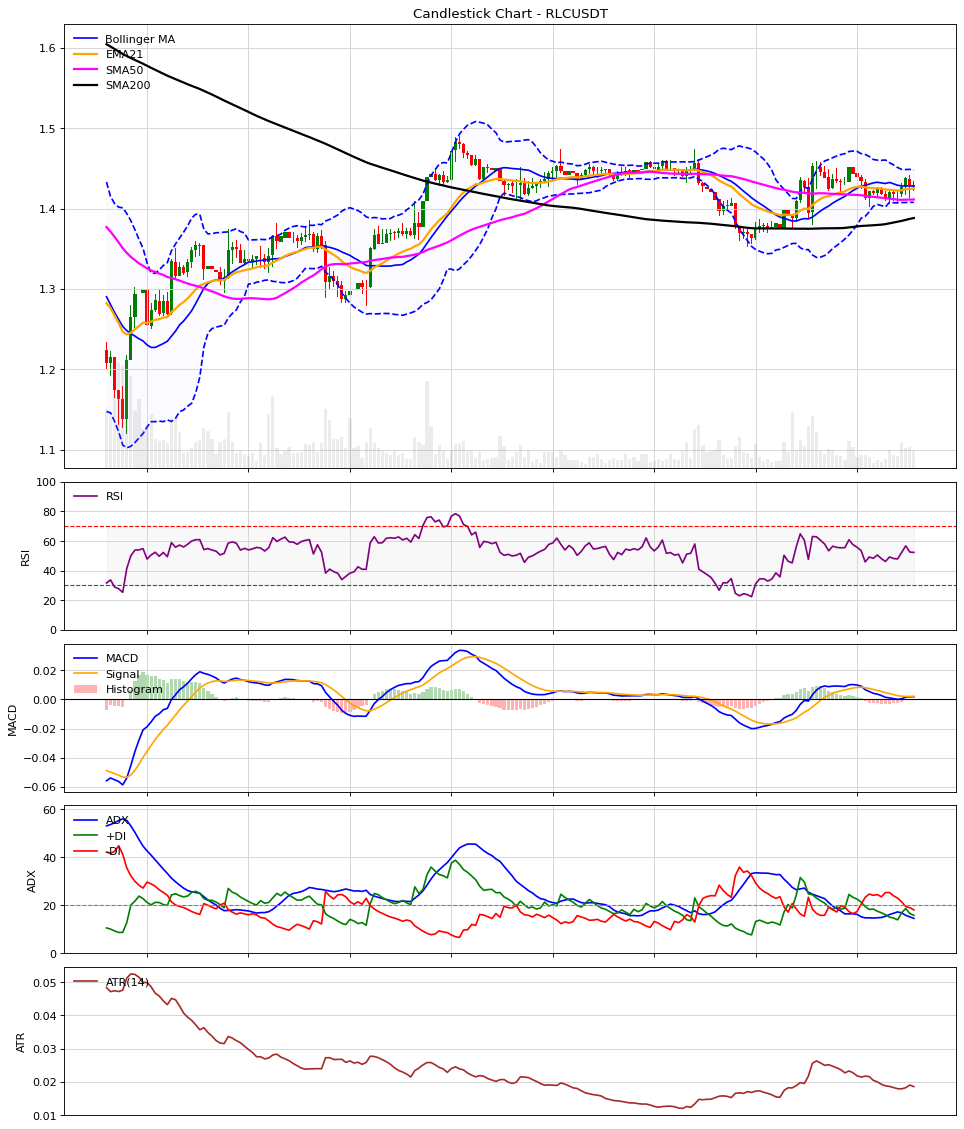 Candlestick Chart - RLCUSDT
Bollinger MA
EMA21
SMA50
SMA200
1.6
1.5
1.4
1.3
1.2
1.1
RSI
RSI
100
80
60
40
20
0
MACD
Signal
Histogram
MACD
0.02
0.00
−0.02
−0.04
−0.06
ADX
+DI
-DI
ADX
60
40
20
0
ATR(14)
ATR
0.05
0.04
0.03
0.02
0.01